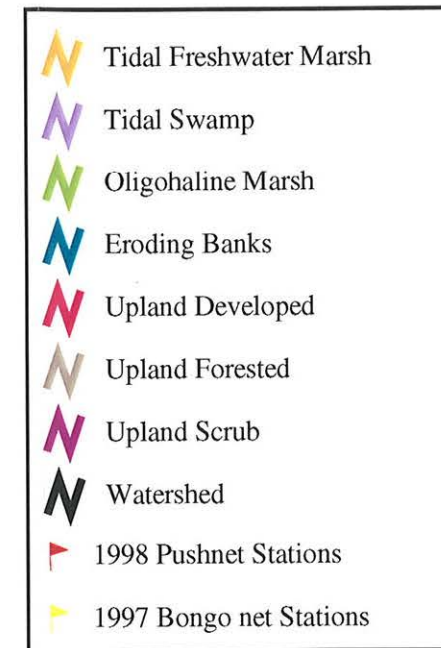 Tidal Freshwater Marsh
Tidal Swamp
Oligohaline Marsh
Eroding Banks
Upland Developed
Upland Forested
Upland Scrub
Watershed
1998 Pushnet Stations
1997 Bongo net Stations